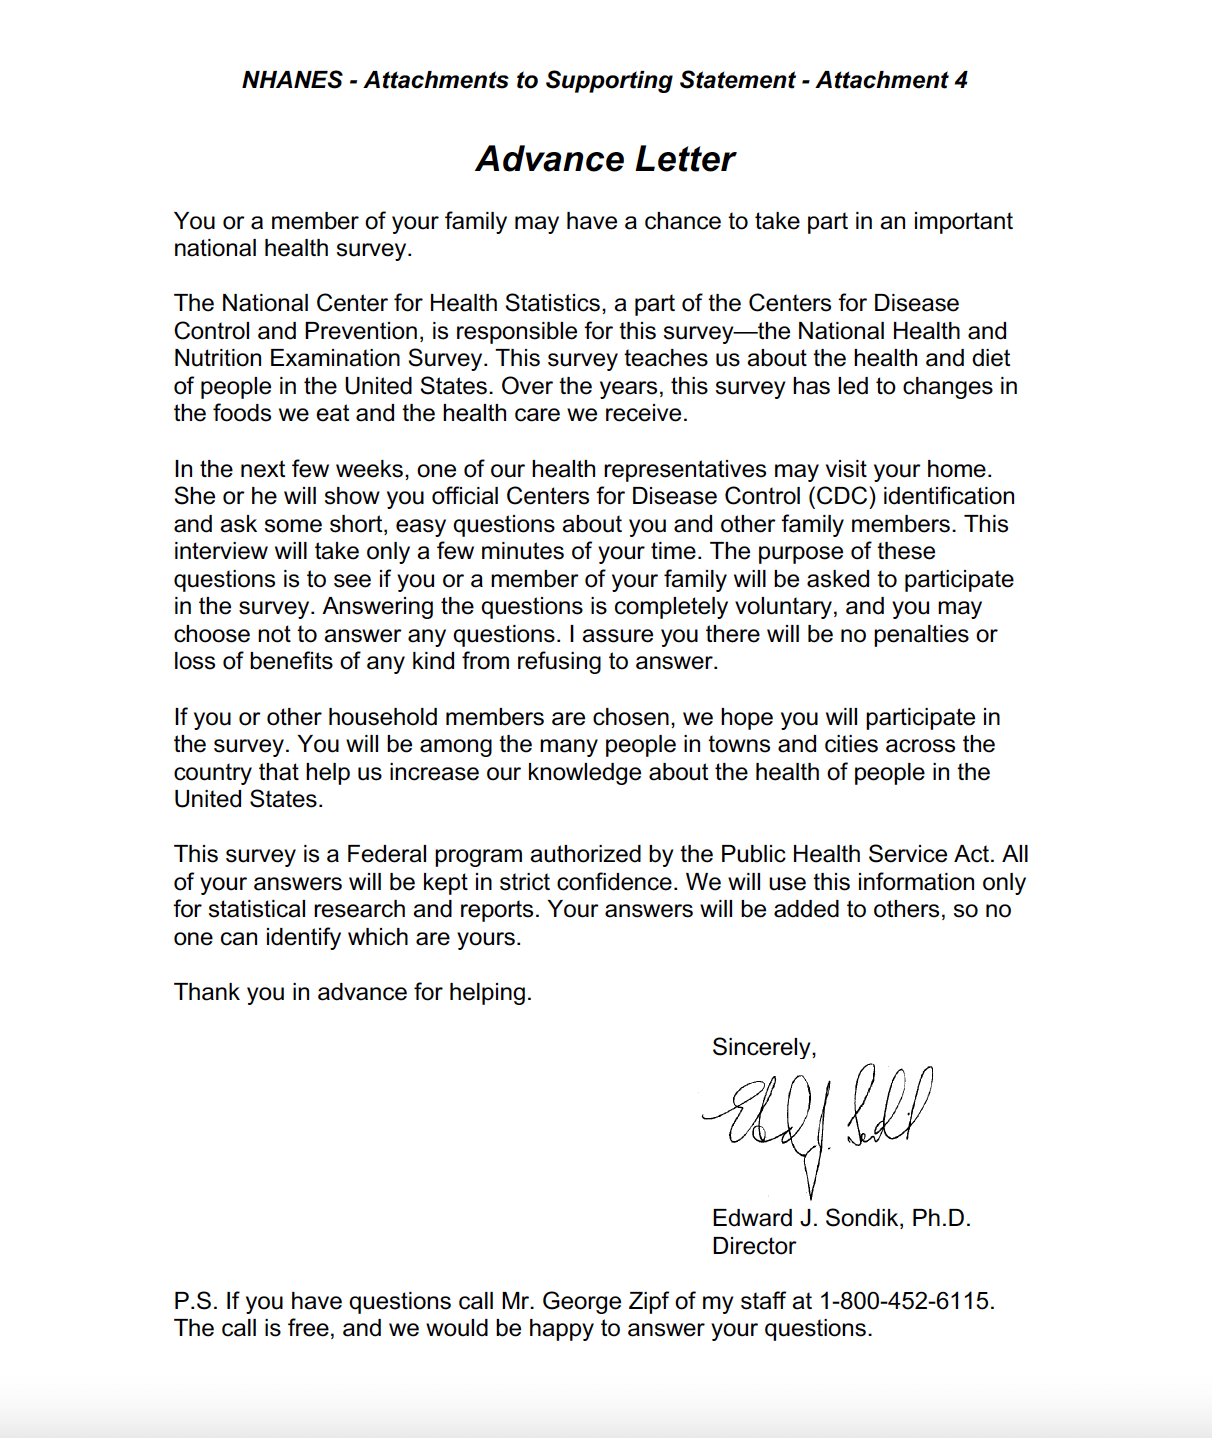 NHANES - Attachments to Supporting Statement - Attachment 4
Advance Letter
You or a member of your family may have a chance to take part in an important
national health survey.
The National Center for Health Statistics, a part of the Centers for Disease
Control and Prevention, is responsible for this survey—the National Health and
Nutrition Examination Survey. This survey teaches us about the health and diet
of people in the United States. Over the years, this survey has led to changes in
the foods we eat and the health care we receive.
In the next few weeks, one of our health representatives may visit your home.
She or he will show you official Centers for Disease Control (CDC) identification
and ask some short, easy questions about you and other family members. This
interview will take only a few minutes of your time. The purpose of these
questions is to see if you or a member of your family will be asked to participate
in the survey. Answering the questions is completely voluntary, and you may
choose not to answer any questions. I assure you there will be no penalties or
loss of benefits of any kind from refusing to answer.
If you or other household members are chosen, we hope you will participate in
the survey. You will be among the many people in towns and cities across the
country that help us increase our knowledge about the health of people in the
United States.
This survey is a Federal program authorized by the Public Health Service Act. All
of your answers will be kept in strict confidence. We will use this information only
for statistical research and reports. Your answers will be added to others, so no
one can identify which are yours.
Thank you in advance for helping.
Sincerely,
Edward J. Sondik, Ph.D.
Director
P.S. If you have questions call Mr. George Zipf of my staff at 1-800-452-6115.
The call is free, and we would be happy to answer your questions.